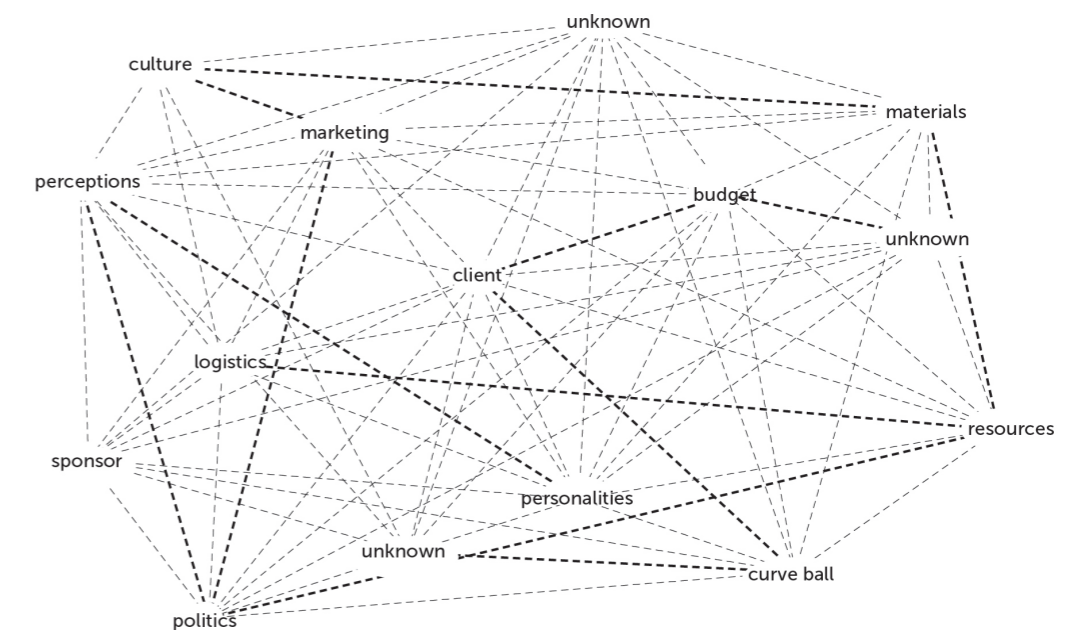 unknown
culture
materials
marketing
perceptions
budget
unknown
client
logistics
resources
sponsor
personalities
unknown
curve ball
politics